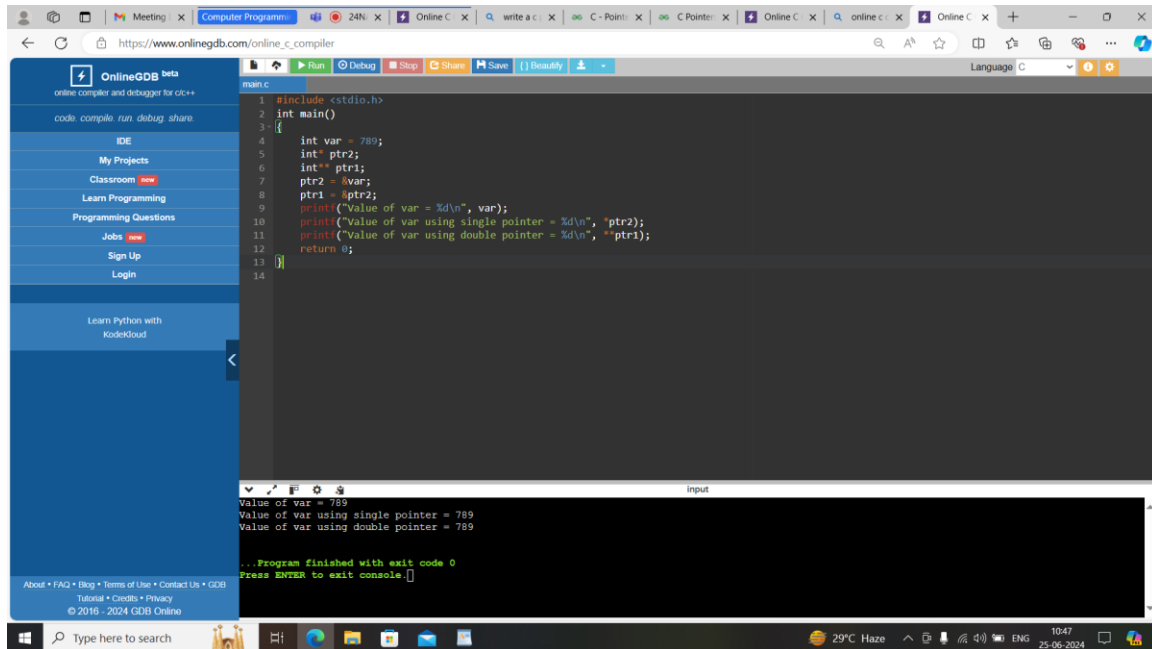 Meeting
Computer Programmi
24N/
Online C
write a c
C - Point
C Pointer
Online C
online c c
Online C
https://www.onlinegdb.com/online_c_compiler
OnlineGDB beta
online compiler and debugger for c/c++
code. compile. run. debug. share.
IDE
My Projects
Classroom new
Learn Programming
Programming Questions
Jobs new
Sign Up
Login
Learn Python with
KodeKloud
About • FAQ • Blog • Terms of Use • Contact Us • GDB
Tutorial • Credits • Privacy
© 2016 - 2024 GDB Online
Run Debug Stop Share Save { } Beautify
Language C
main.c
1 #include <stdio.h>
2 int main()
3 {
4 int var = 789;
5 int* ptr2;
6 int** ptr1;
7 ptr2 = &var;
8 ptr1 = &ptr2;
9 printf("Value of var = %d\n", var);
10 printf("Value of var using single pointer = %d\n", *ptr2);
11 printf("Value of var using double pointer = %d\n", **ptr1);
12 return 0;
13 }
14
input
Value of var = 789
Value of var using single pointer = 789
Value of var using double pointer = 789
...Program finished with exit code 0
Press ENTER to exit console.
Type here to search
29°C Haze
ENG
10:47
25-06-2024